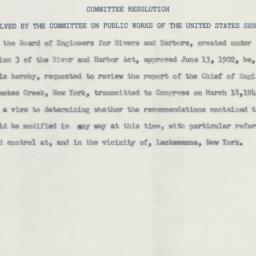 COMMITTEE RESOLUTION
LVED BY THE COMMITTEE ON PUBLIC WORKS OF THE UNITED STATES SEN
the Board of Engineers for Rivers and Harbors, created under
ion 3 of the River and Harbor Act, approved June 13, 1902, be,
is hereby, requested to review the report of the Chief of Engi
okes Creek, New York, transmitted to Congress on March 18,194
a view to determining whether the recommendations contained t
ld be modified in any way at this time, with particular refer
d control at, and in the vicinity of, Lackawanna, New York.